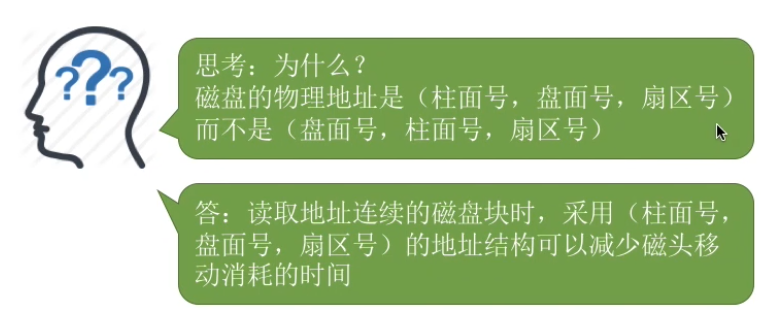 ???
思考：为什么？
磁盘的物理地址是（柱面号，盘面号，扇区号）
而不是（盘面号，柱面号，扇区号）
答：读取地址连续的磁盘块时，采用（柱面号，
盘面号，扇区号）的地址结构可以减少磁头移
动消耗的时间